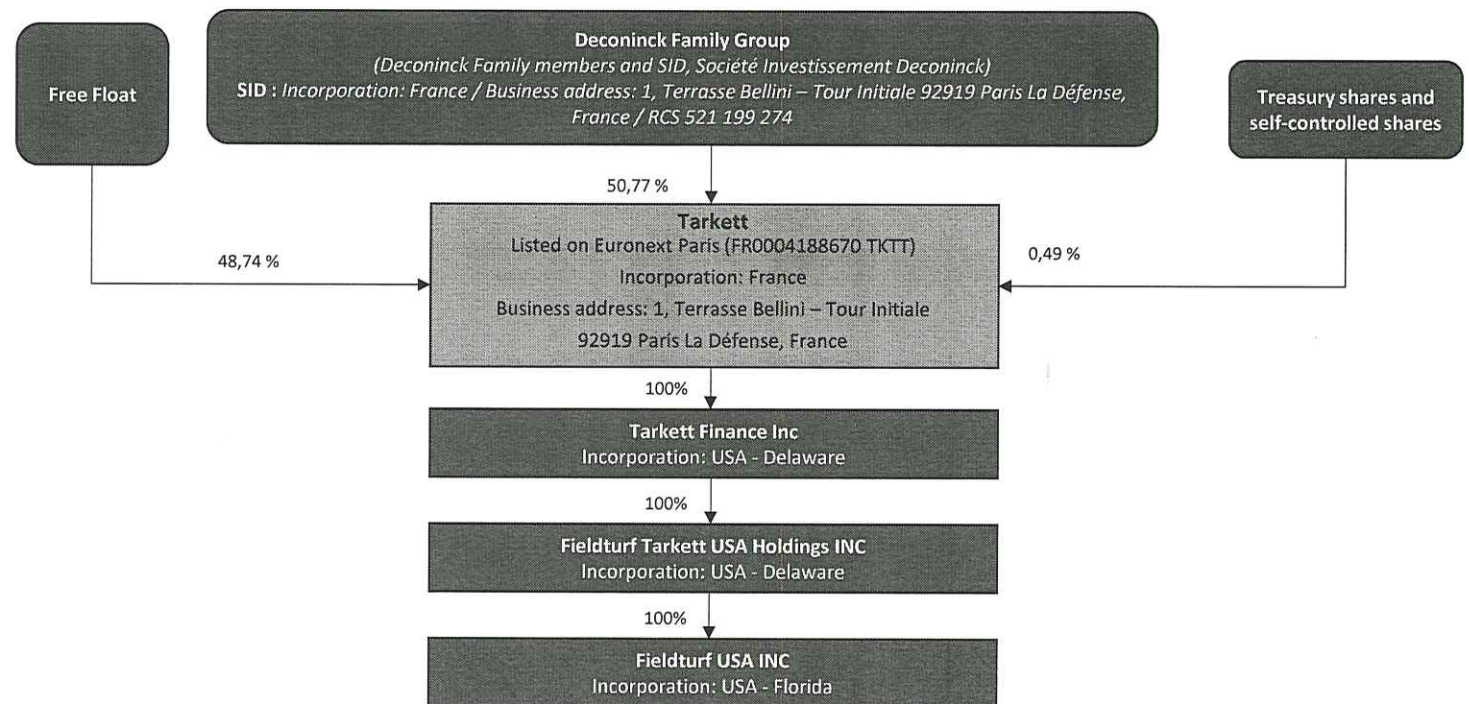 Free Float
Deconinck Family Group
(Deconinck Family members and SID, Société Investissement Deconinck)
SID : Incorporation: France / Business address: 1, Terrasse Bellini – Tour Initiale 92919 Paris La Défense,
France / RCS 521 199 274
Treasury shares and
self-controlled shares
50,77 %
48,74 %
0,49 %
Tarkett
Listed on Euronext Paris (FR0004188670 TKTT)
Incorporation: France
Business address: 1, Terrasse Bellini – Tour Initiale
92919 Paris La Défense, France
100%
Tarkett Finance Inc
Incorporation: USA - Delaware
100%
Fieldturf Tarkett USA Holdings INC
Incorporation: USA - Delaware
100%
Fieldturf USA INC
Incorporation: USA - Florida